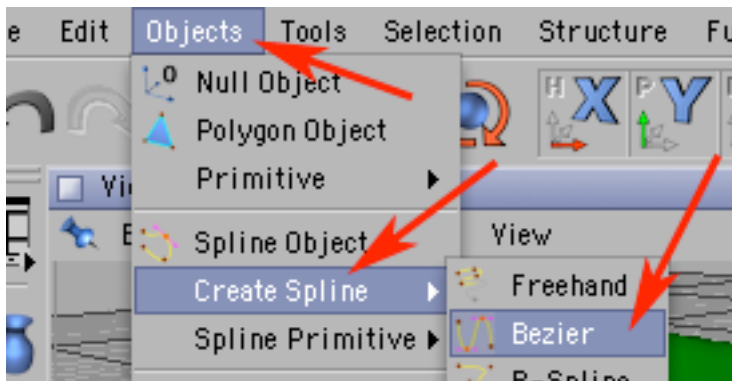 Edit Objects Tools Selection Structure
Null Object
H X P Y
Polygon Object
Primitive
Spline Object
View
Create Spline
Freehand
Spline Primitive
Bezier
B-Spline